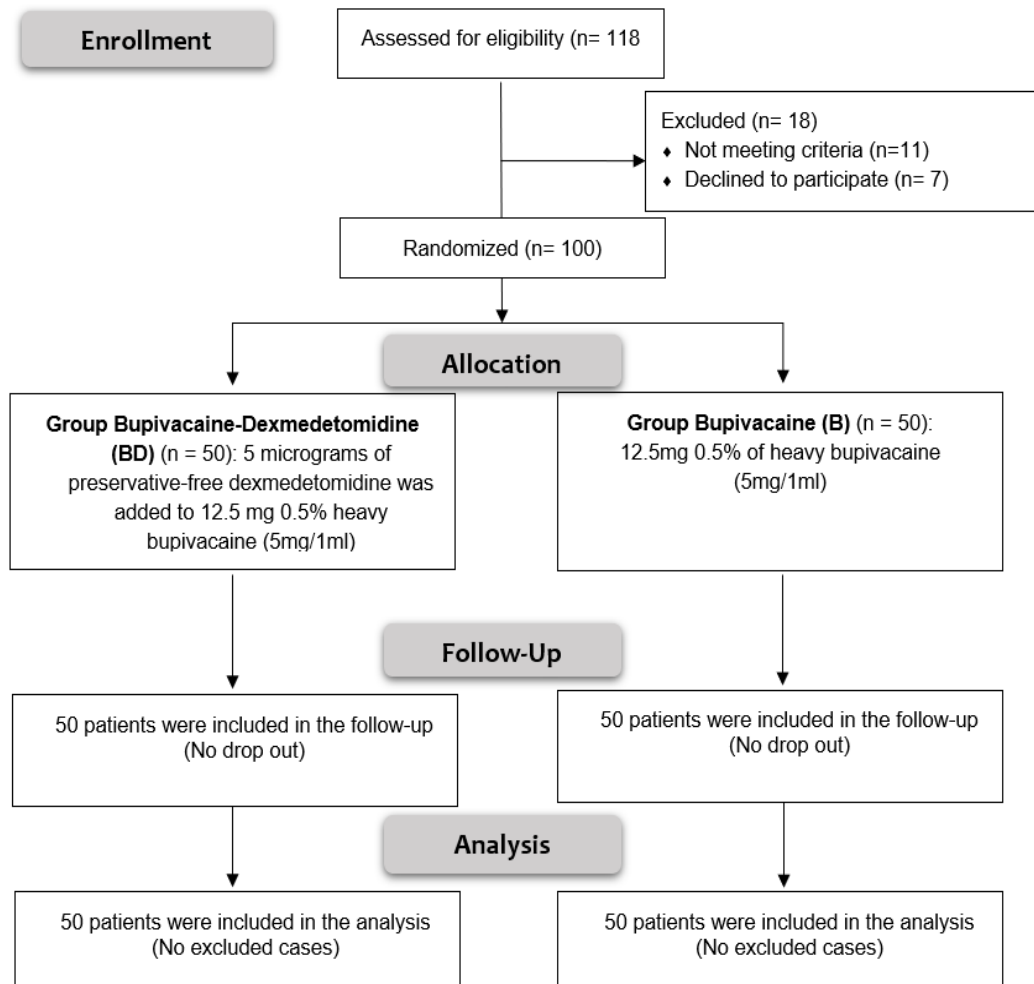 Enrollment
Assessed for eligibility (n= 118
Excluded (n= 18)
♦ Not meeting criteria (n=11)
♦ Declined to participate (n= 7)
Randomized (n= 100)
Allocation
Group Bupivacaine-Dexmedetomidine
(BD) (n = 50): 5 micrograms of
preservative-free dexmedetomidine was
added to 12.5 mg 0.5% heavy
bupivacaine (5mg/1ml)
Group Bupivacaine (B) (n = 50):
12.5mg 0.5% of heavy bupivacaine
(5mg/1ml)
Follow-Up
50 patients were included in the follow-up
(No drop out)
50 patients were included in the follow-up
(No drop out)
Analysis
50 patients were included in the analysis
(No excluded cases)
50 patients were included in the analysis
(No excluded cases)